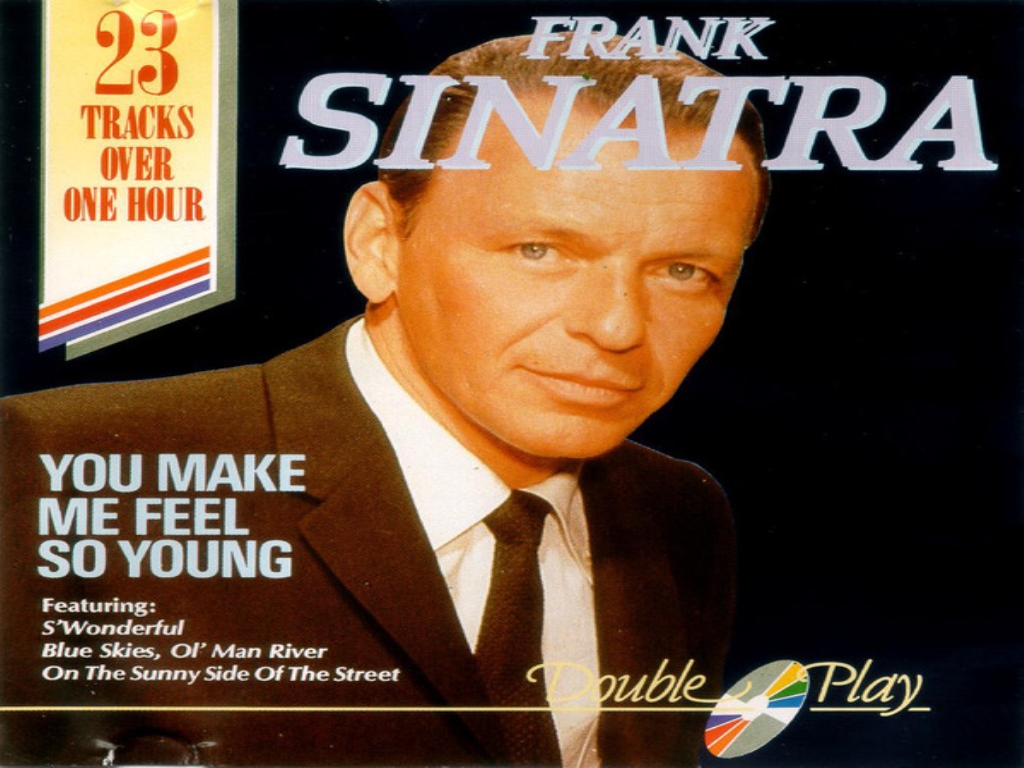 23
TRACKS
OVER
ONE HOUR
FRANK
SINATRA
YOU MAKE
ME FEEL
SO YOUNG
Featuring:
S'Wonderful
Blue Skies, Ol' Man River
On The Sunny Side Of The Street
Double Play